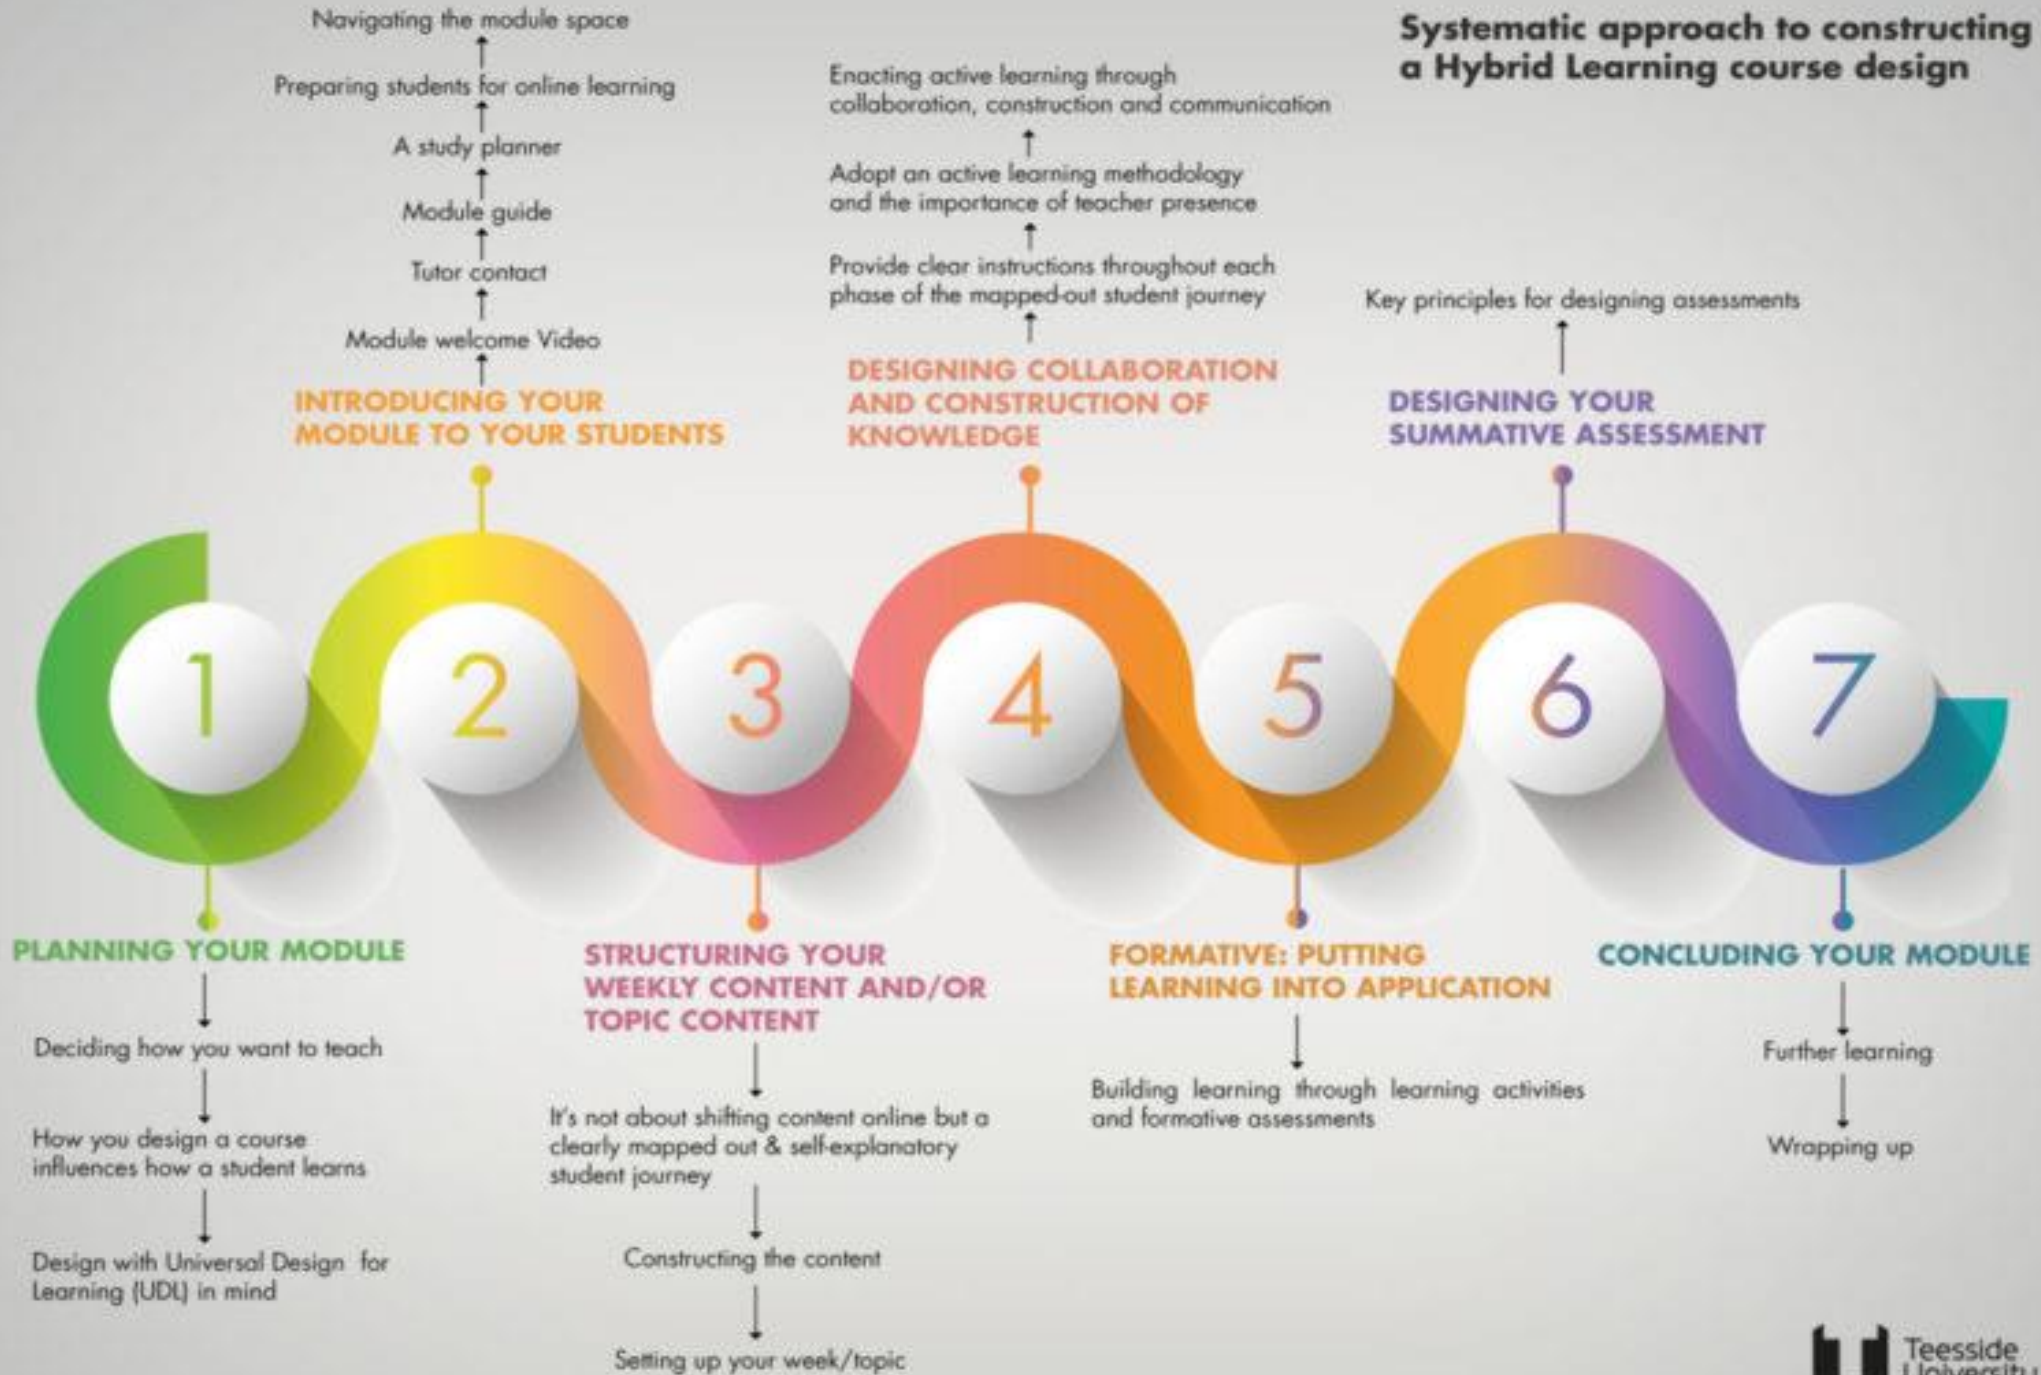 Systematic approach to constructing
a Hybrid Learning course design
1
PLANNING YOUR MODULE
Deciding how you want to teach
How you design a course
influences how a student learns
Design with Universal Design for
Learning (UDL) in mind
2
Navigating the module space
Preparing students for online learning
A study planner
Module guide
Tutor contact
Module welcome Video
INTRODUCING YOUR
MODULE TO YOUR STUDENTS
3
STRUCTURING YOUR
WEEKLY CONTENT AND/OR
TOPIC CONTENT
It's not about shifting content online but a
clearly mapped out & self-explanatory
student journey
Constructing the content
Setting up your week/topic
4
Enacting active learning through
collaboration, construction and communication
Adopt an active learning methodology
and the importance of teacher presence
Provide clear instructions throughout each
phase of the mapped-out student journey
DESIGNING COLLABORATION
AND CONSTRUCTION OF
KNOWLEDGE
5
FORMATIVE: PUTTING
LEARNING INTO APPLICATION
Building learning through learning activities
and formative assessments
6
Key principles for designing assessments
DESIGNING YOUR
SUMMATIVE ASSESSMENT
7
CONCLUDING YOUR MODULE
Further learning
Wrapping up
Teesside
University